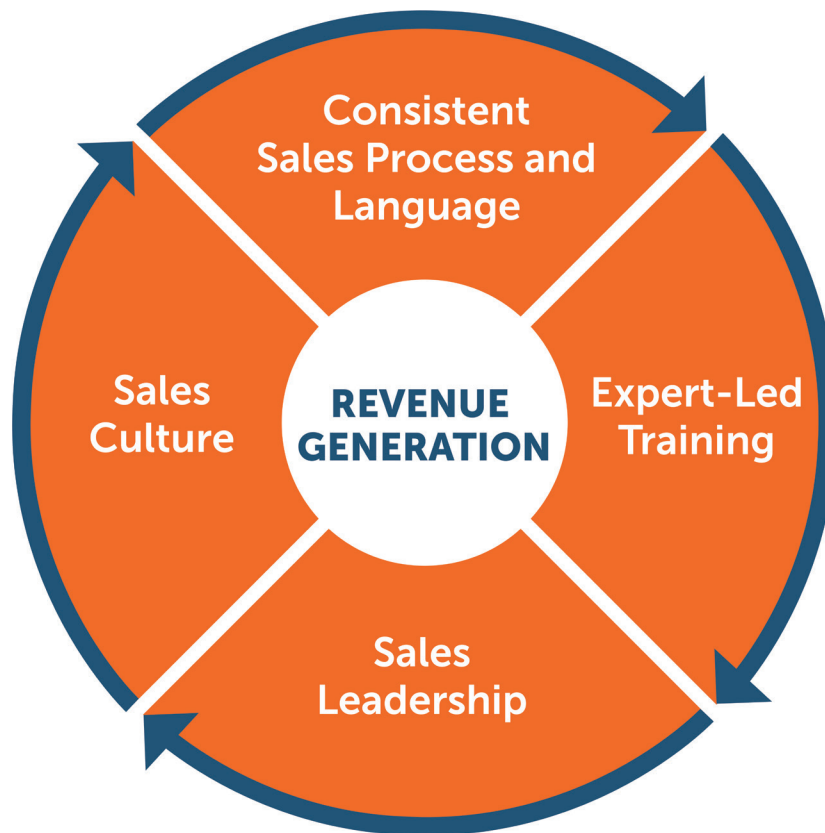 Consistent
Sales Process and
Language
Expert-Led
Training
Sales
Leadership
Sales
Culture
REVENUE
GENERATION